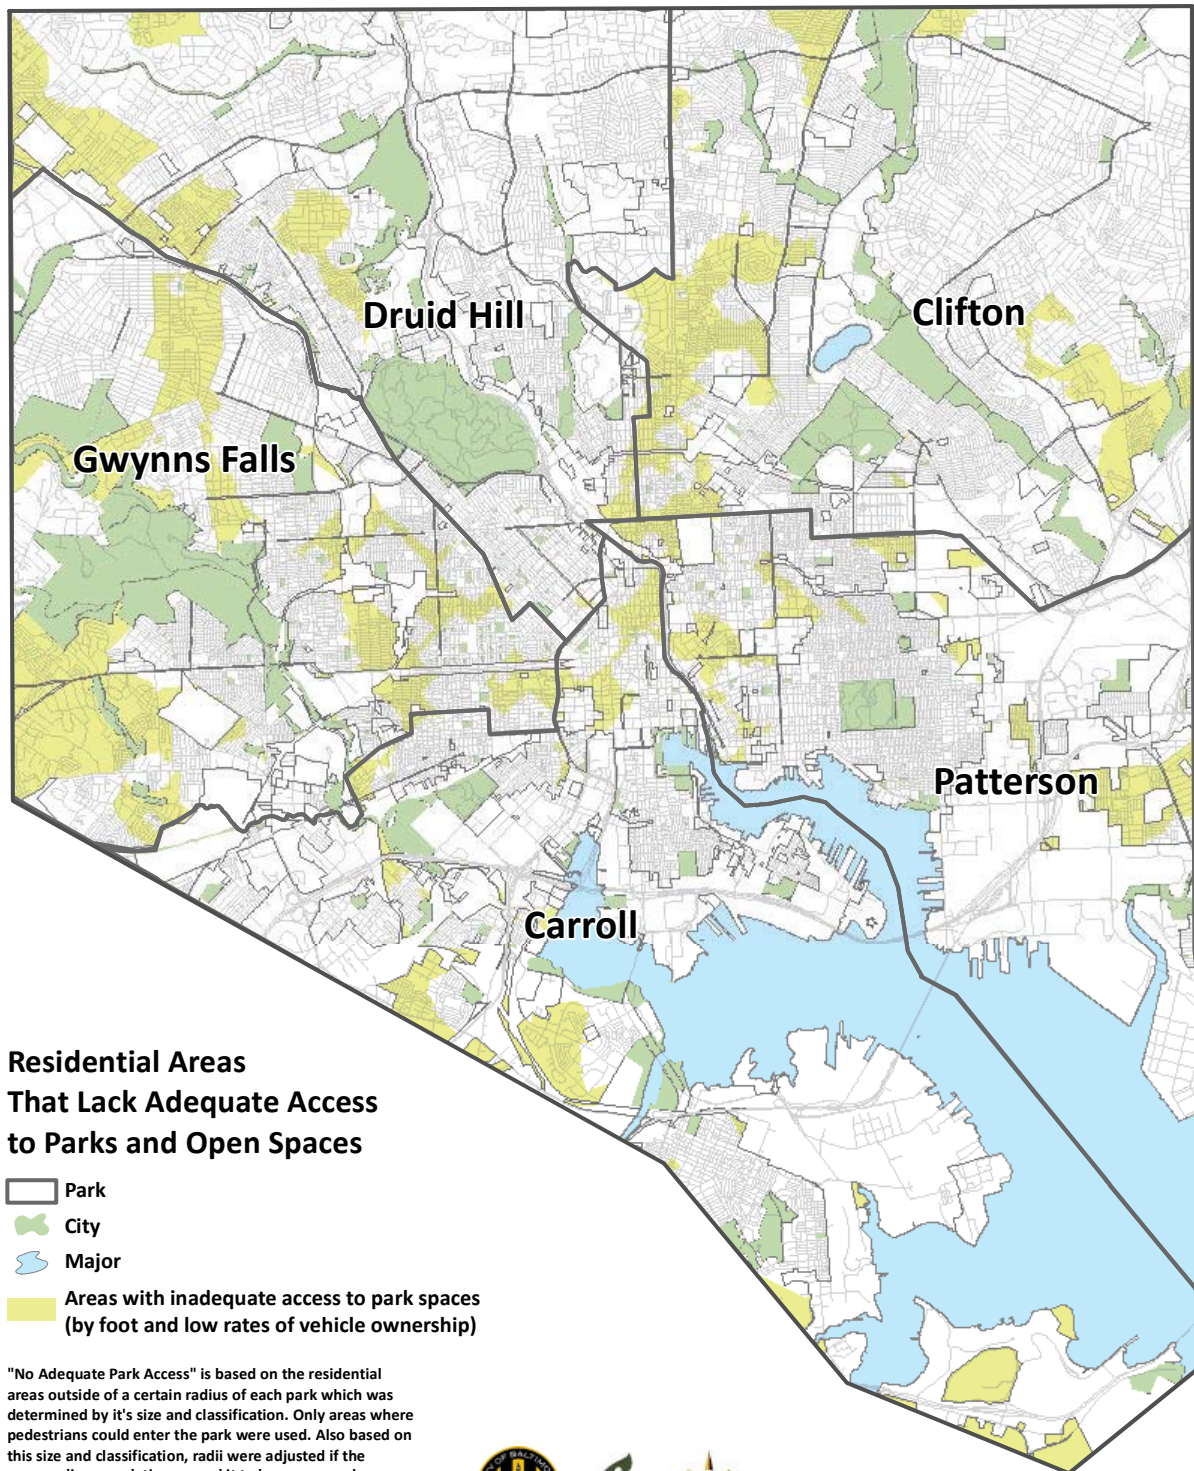 Druid Hill
Clifton
Gwynns Falls
Patterson
Carroll
Residential Areas
That Lack Adequate Access
to Parks and Open Spaces
Park
City
Major
Areas with inadequate access to park spaces
(by foot and low rates of vehicle ownership)
"No Adequate Park Access" is based on the residential
areas outside of a certain radius of each park which was
determined by it's size and classification. Only areas where
pedestrians could enter the park were used. Also based on
this size and classification, radii were adjusted if the
OF BALTIMO